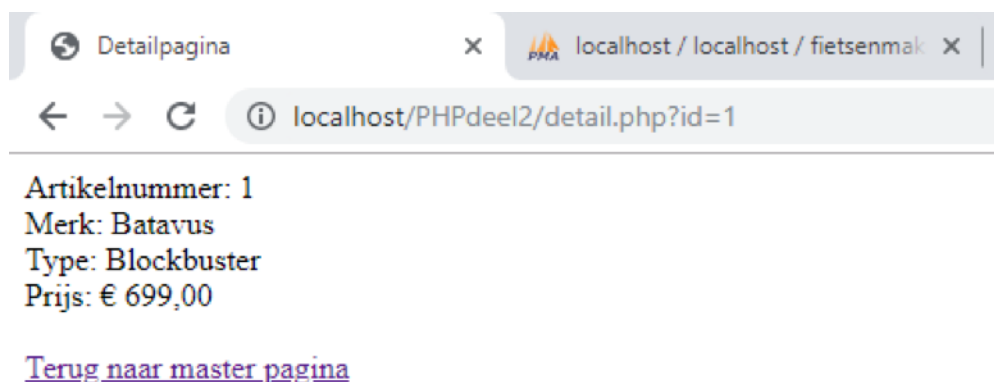 Detailpagina
PMA localhost / localhost / fietsenmak
localhost/PHPdeel2/detail.php?id=1
Artikelnummer: 1
Merk: Batavus
Type: Blockbuster
Prijs: € 699,00
Terug naar master pagina